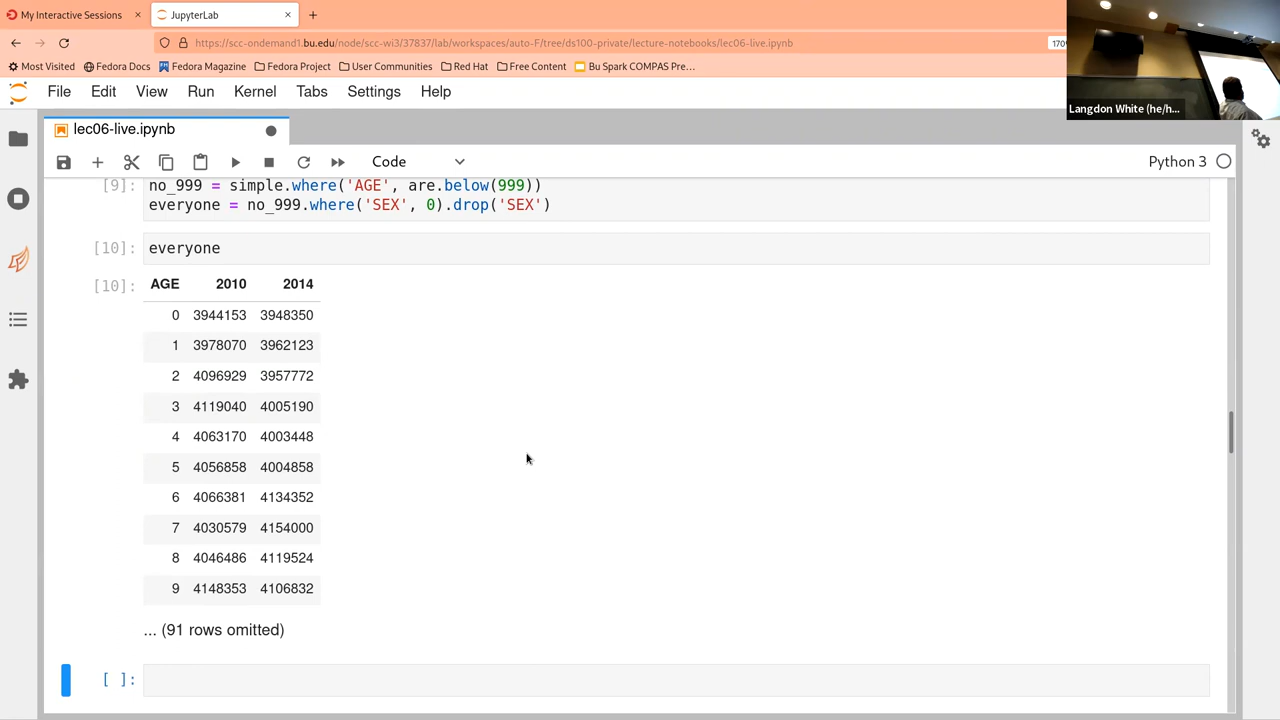 My Interactive Sessions
JupyterLab
https://scc-ondemand1.bu.edu/node/scc-wi3/37837/lab/workspaces/auto-F/tree/ds100-private/lecture-notebooks/lec06-live.ipynb
170
Most Visited Fedora Docs Fedora Magazine Fedora Project User Communities Red Hat Free Content Bu Spark COMPAS Pre…
Langdon White (he/h...
File Edit View Run Kernel Tabs Settings Help
lec06-live.ipynb
Code
Python 3
[9]: no_999 = simple.where('AGE', are.below(999))
everyone = no_999.where('SEX', 0).drop('SEX')
[10]: everyone
[10]: AGE 2010 2014
0 3944153 3948350
1 3978070 3962123
2 4096929 3957772
3 4119040 4005190
4 4063170 4003448
5 4056858 4004858
6 4066381 4134352
7 4030579 4154000
8 4046486 4119524
9 4148353 4106832
... (91 rows omitted)
[ ]: